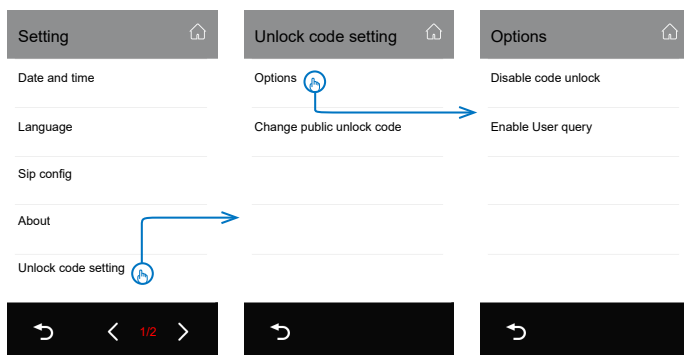 Setting
Date and time
Language
Sip config
About
Unlock code setting
1/2
Unlock code setting
Options
Change public unlock code
Options
Disable code unlock
Enable User query